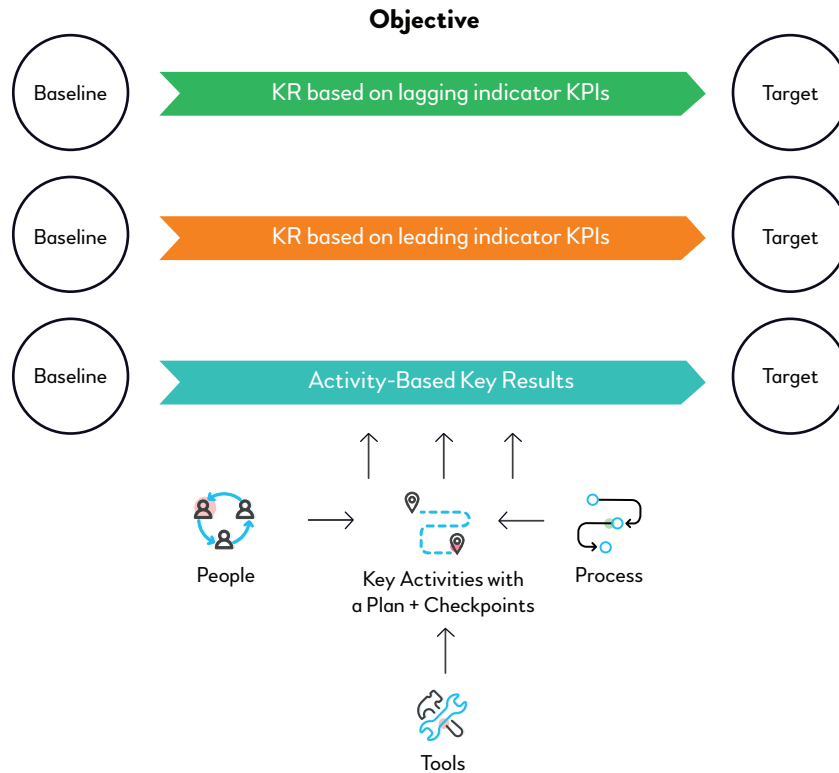 Objective
Baseline
KR based on lagging indicator KPIs
Target
Baseline
KR based on leading indicator KPIs
Target
Baseline
Activity-Based Key Results
Target
People
Key Activities with
a Plan + Checkpoints
Process
Tools